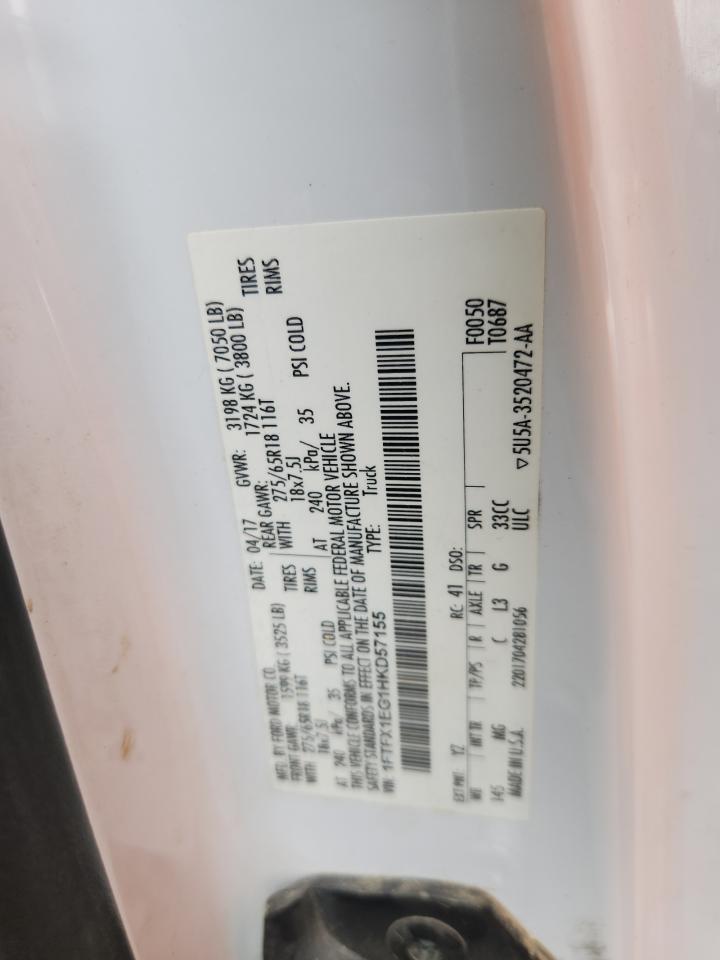 MFD. BY FORD MOTOR CO.
DATE: 04/17 GVWR: 3198 KG ( 7050 LB)
FRONT GAWR: 1599 KG ( 3525 LB) REAR GAWR: 1724 KG ( 3800 LB)
WITH 275/65R18 116T TIRES WITH 275/65R18 116T TIRES
18x7.5J RIMS 18x7.5J RIMS
AT 240 kPa/ 35 PSI COLD AT 240 kPa/ 35 PSI COLD
THIS VEHICLE CONFORMS TO ALL APPLICABLE FEDERAL MOTOR VEHICLE
SAFETY STANDARDS IN EFFECT ON THE DATE OF MANUFACTURE SHOWN ABOVE.
VIN: 1FTFX1EG1HKD57155 TYPE: Truck
EXT PNT: YZ RC: 41 DSO: F0050
WB INT TR TP/PS R AXLE TR SPR T0687
145 MG C L3 G 33CC
MADE IN U.S.A. 2201704281056 ULC ▽5U5A-3520472-AA